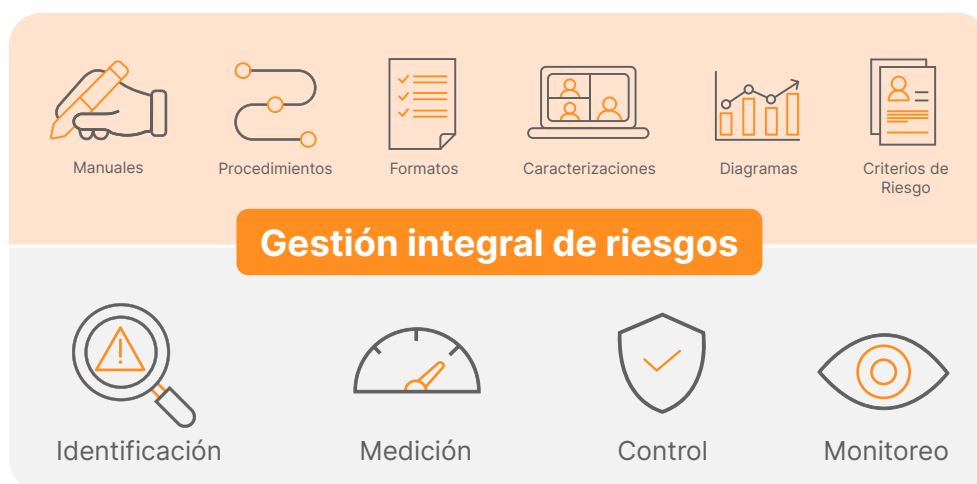 Manuales
Procedimientos
Formatos
Caracterizaciones
Diagramas
Criterios de
Riesgo
Gestión integral de riesgos
Identificación
Medición
Control
Monitoreo